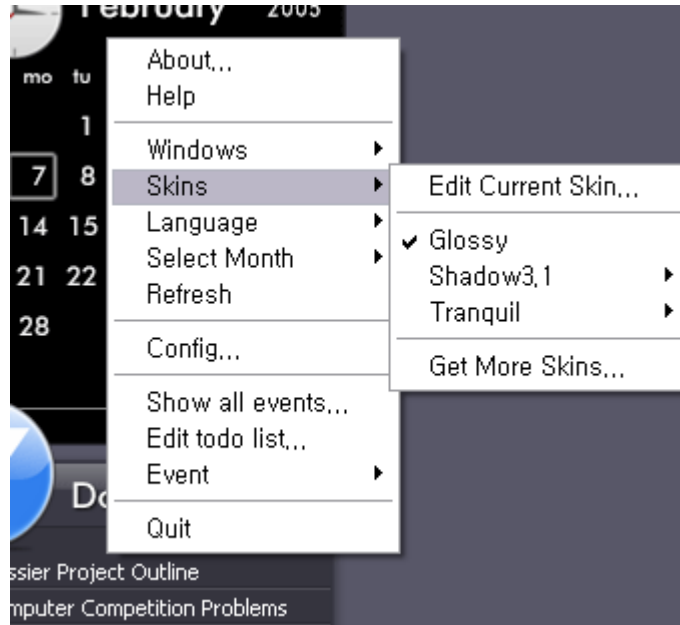 February 2005
mo tu
1
7 8
14 15
21 22
28
About...
Help
Windows
Skins
Language
Select Month
Refresh
Config...
Show all events...
Edit todo list...
Event
Quit
Edit Current Skin...
Glossy
Shadow3.1
Tranquil
Get More Skins...
Do
ssier Project Outline
mputer Competition Problems